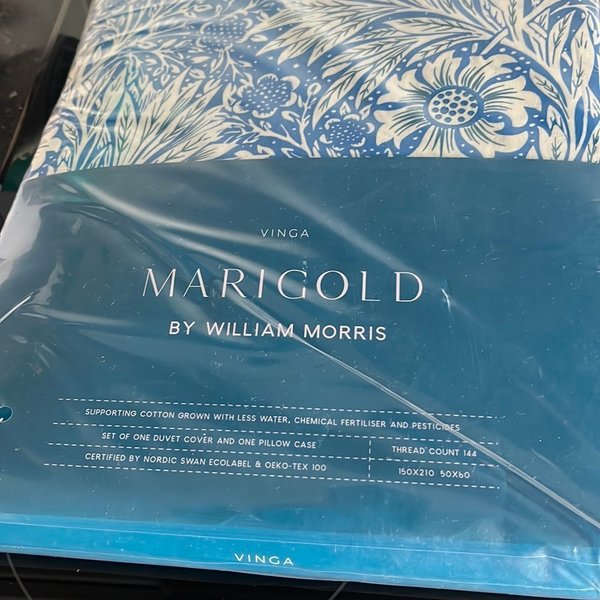 VINGA
MARIGOLD
BY WILLIAM MORRIS
SUPPORTING COTTON GROWN WITH LESS WATER, CHEMICAL FERTILISER AND PESTICIDES
SET OF ONE DUVET COVER AND ONE PILLOW CASE
THREAD COUNT 144
CERTIFIED BY NORDIC SWAN ECOLABEL & OEKO-TEX 100
150X210 50X60
VINGA